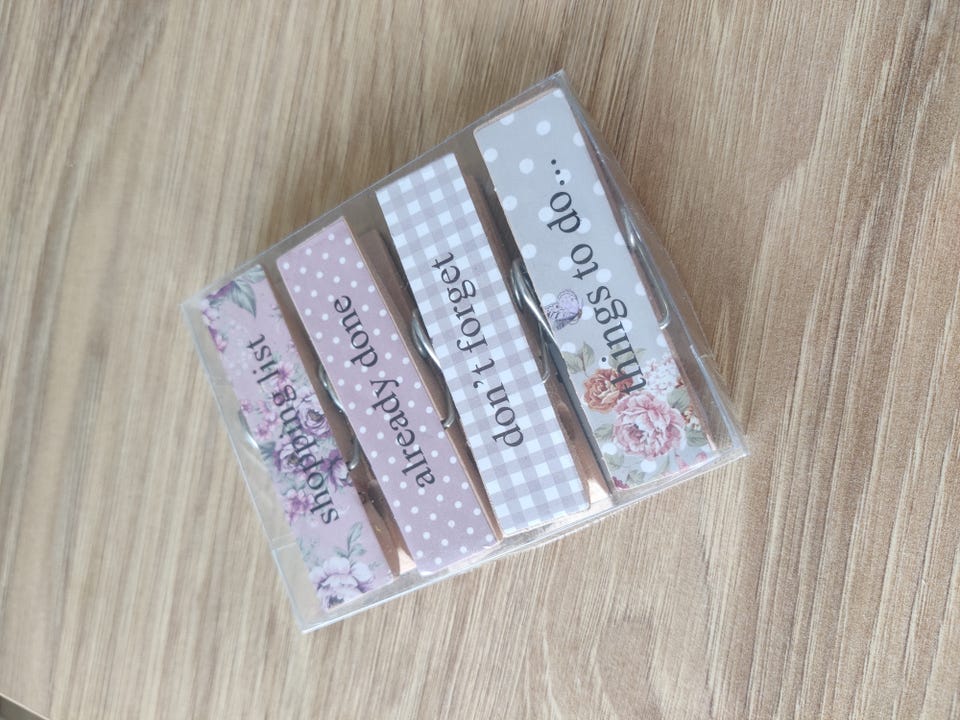 shopping list
already done
don't forget
things to do...